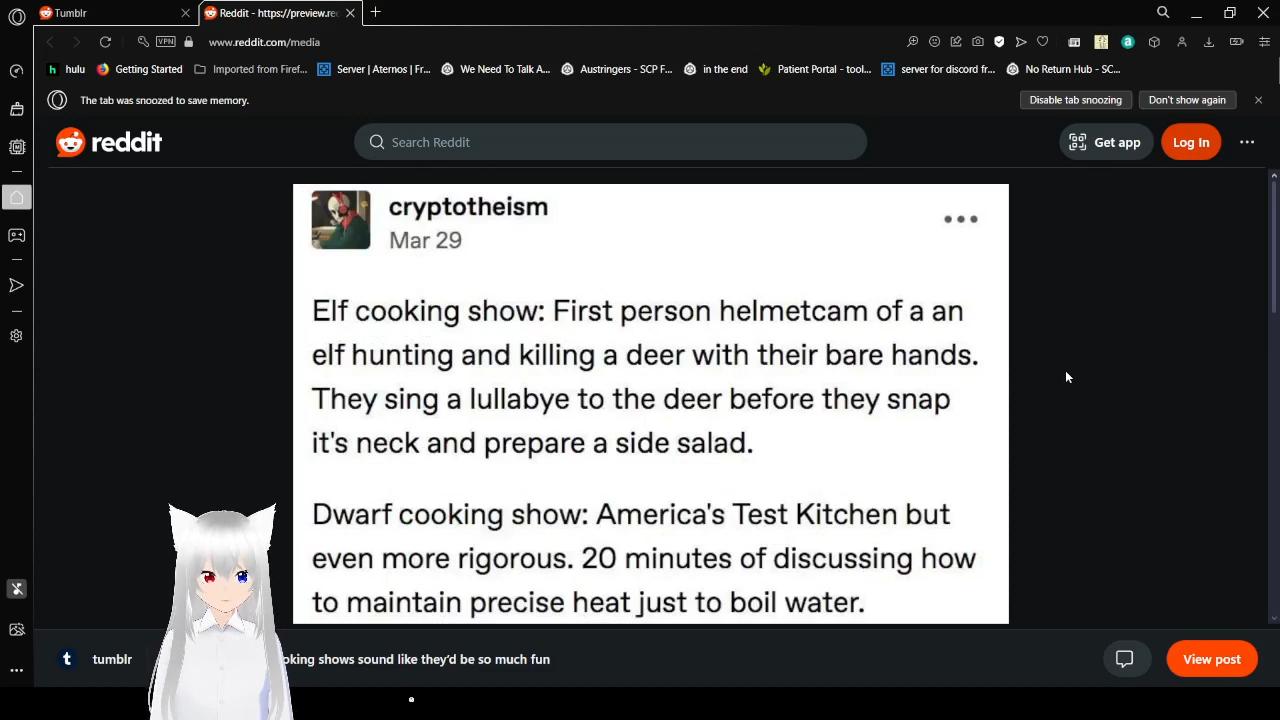 Tumblr
Reddit - https://preview.re
VPN
www.reddit.com/media
hulu
Getting Started
Imported from Firef...
Server | Aternos | Fr...
We Need To Talk A...
Austringers - SCP F...
in the end
Patient Portal - tool...
server for discord fr...
No Return Hub - SC...
The tab was snoozed to save memory.
Disable tab snoozing
Don't show again
reddit
Search Reddit
Get app
Log In
cryptotheism
Mar 29
Elf cooking show: First person helmetcam of a an
elf hunting and killing a deer with their bare hands.
They sing a lullabye to the deer before they snap
it's neck and prepare a side salad.
Dwarf cooking show: America's Test Kitchen but
even more rigorous. 20 minutes of discussing how
to maintain precise heat just to boil water.
t tumblr
oking shows sound like they'd be so much fun
View post